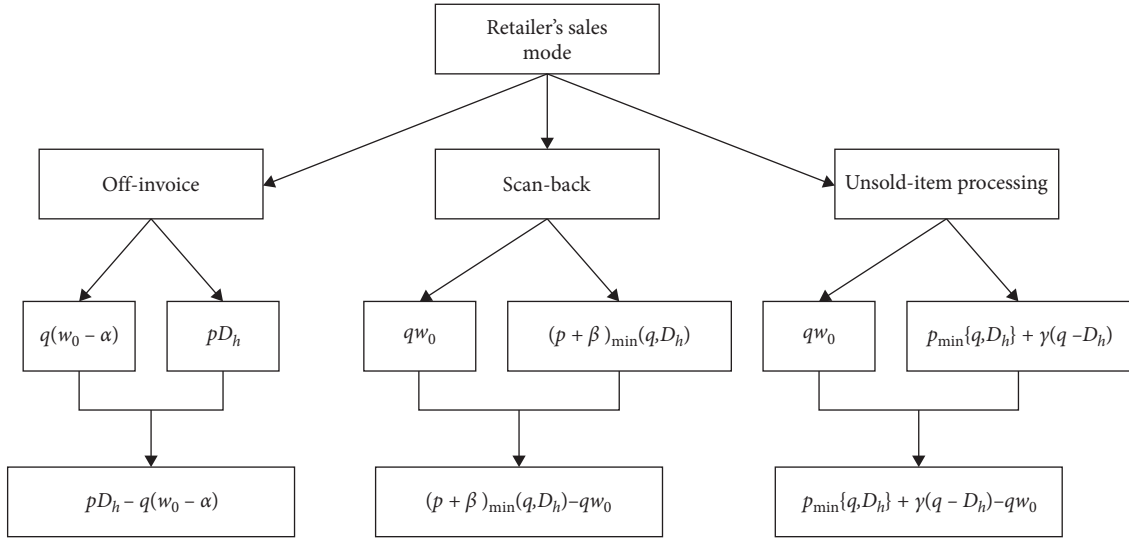 Retailer's sales
mode
Off-invoice
Scan-back
Unsold-item processing
q(w₀ – α)
pDₕ
qw₀
(p + β)ₘᵢₙ(q,Dₕ)
qw₀
pₘᵢₙ{q,Dₕ} + γ(q –Dₕ)
pDₕ – q(w₀ – α)
(p + β)ₘᵢₙ(q,Dₕ)–qw₀
pₘᵢₙ{q,Dₕ} + γ(q – Dₕ)–qw₀